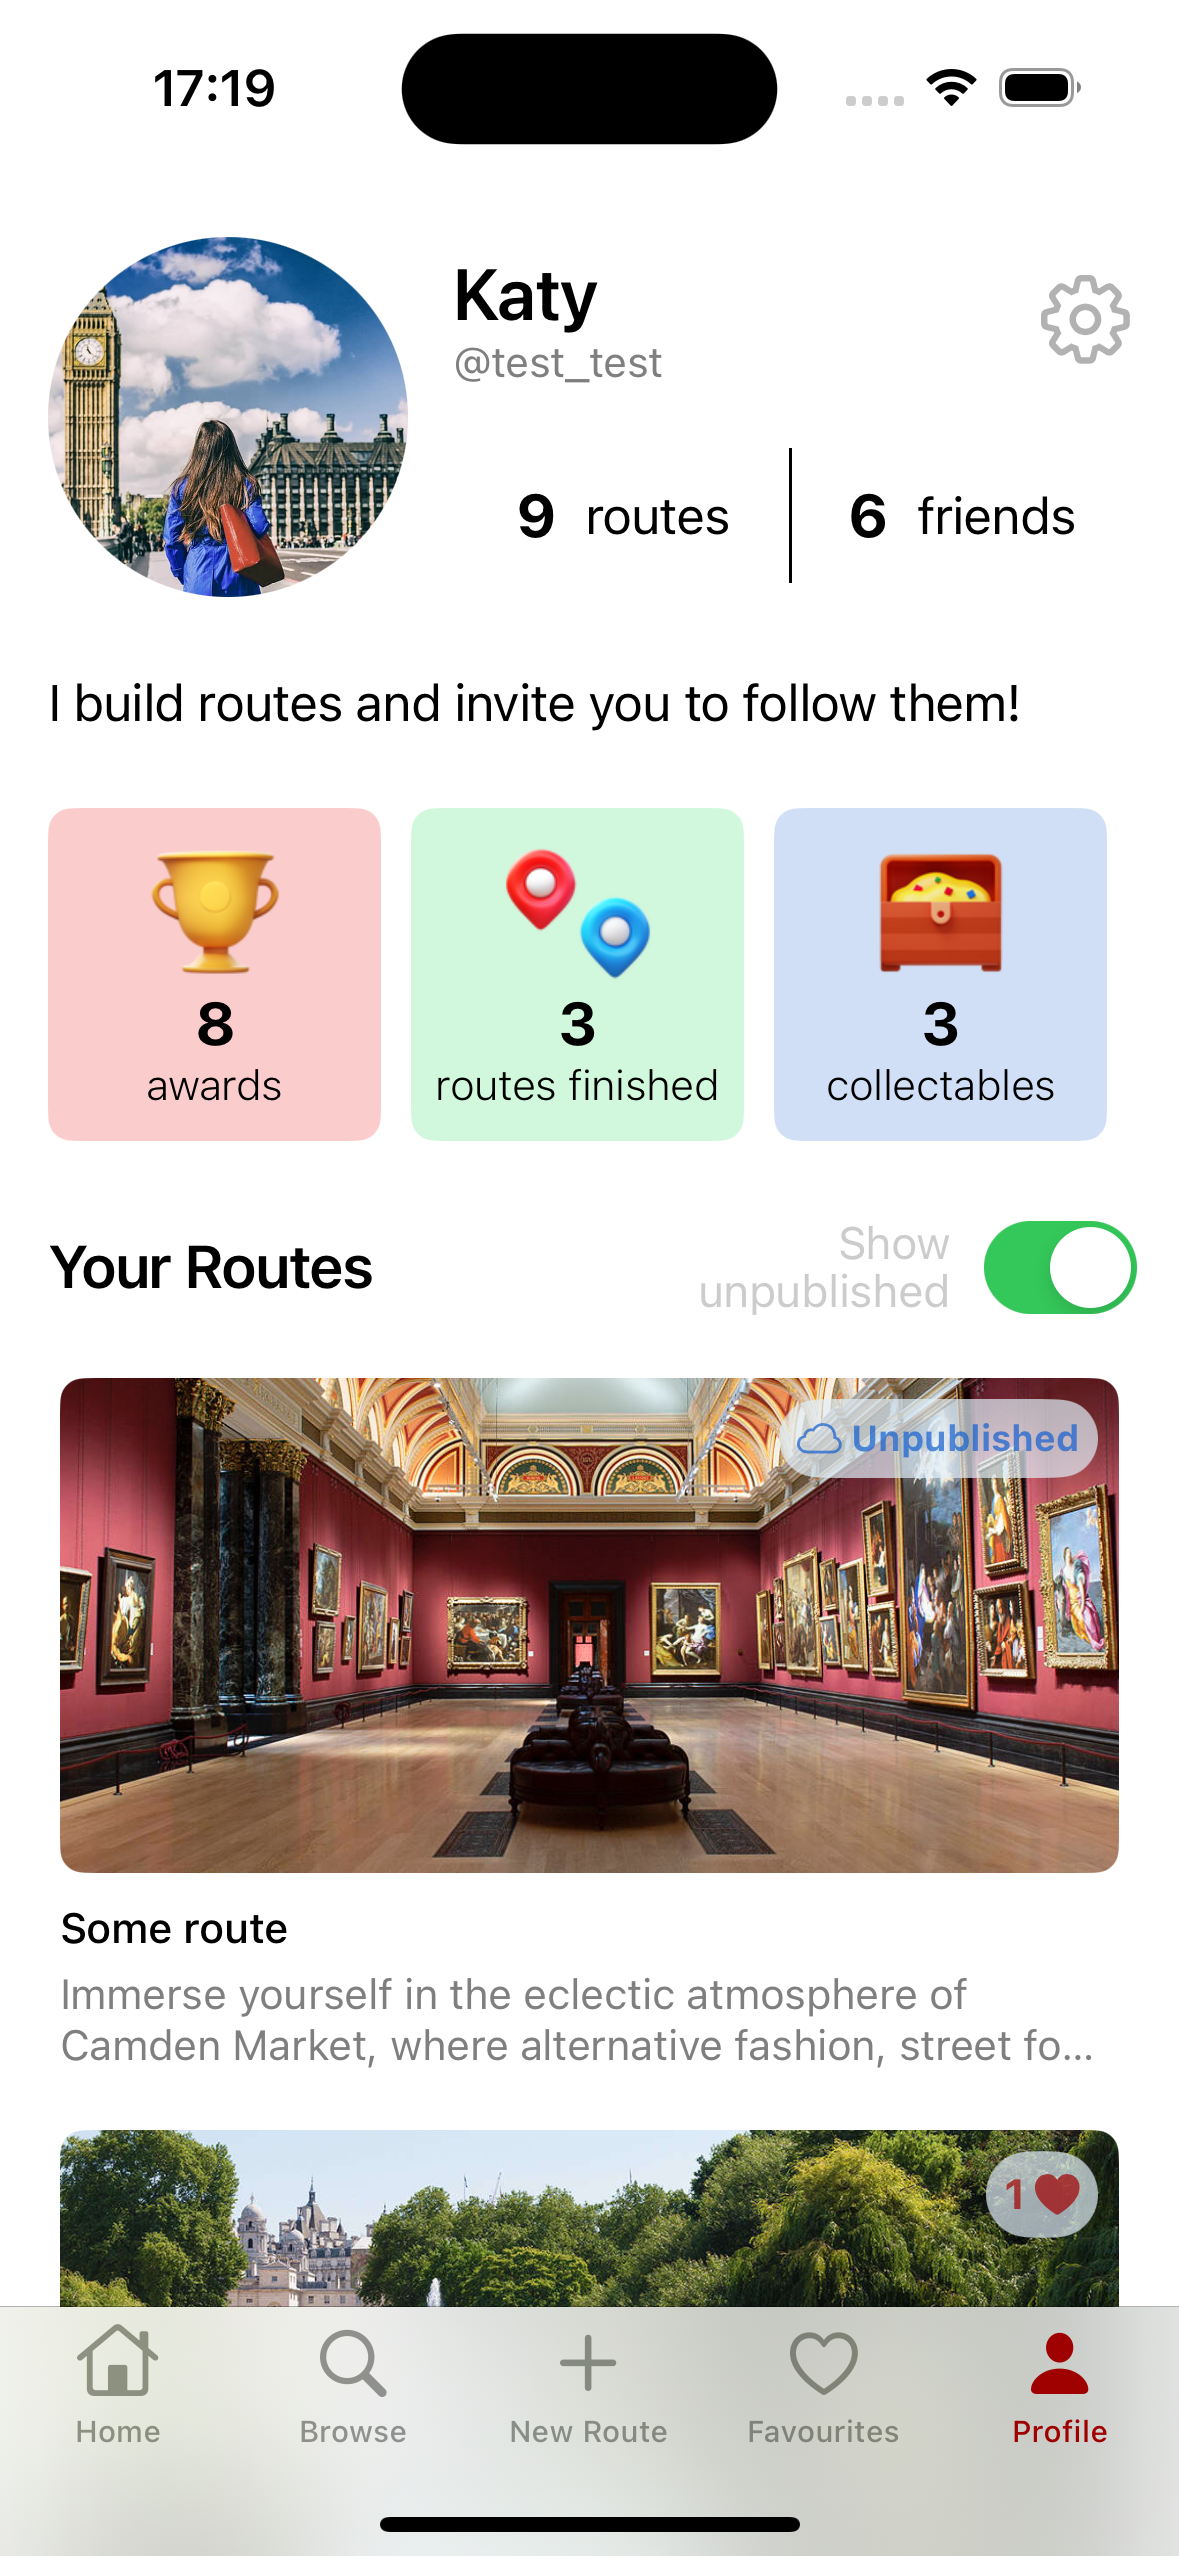 17:19
Katy
@test_test
9 routes
6 friends
I build routes and invite you to follow them!
8
awards
3
routes finished
3
collectables
Your Routes
Show
unpublished
Unpublished
Some route
Immerse yourself in the eclectic atmosphere of
Camden Market, where alternative fashion, street fo...
1
Home
Browse
New Route
Favourites
Profile